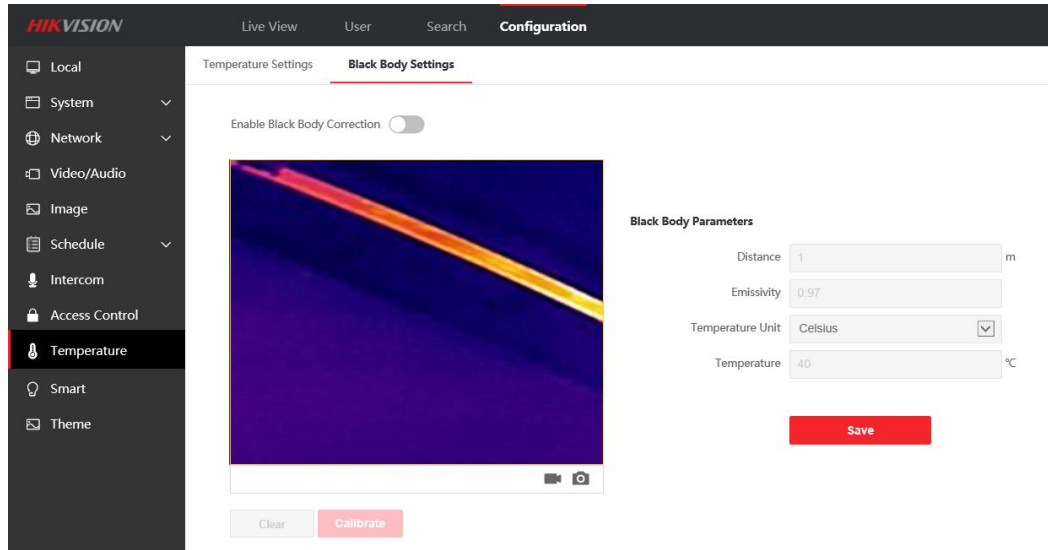 HIKVISION
Live View User Search Configuration
Local
System
Network
Video/Audio
Image
Schedule
Intercom
Access Control
Temperature
Smart
Theme
Temperature Settings Black Body Settings
Enable Black Body Correction
Black Body Parameters
Distance 1 m
Emissivity 0.97
Temperature Unit Celsius
Temperature 40 ℃
Save
Clear Calibrate